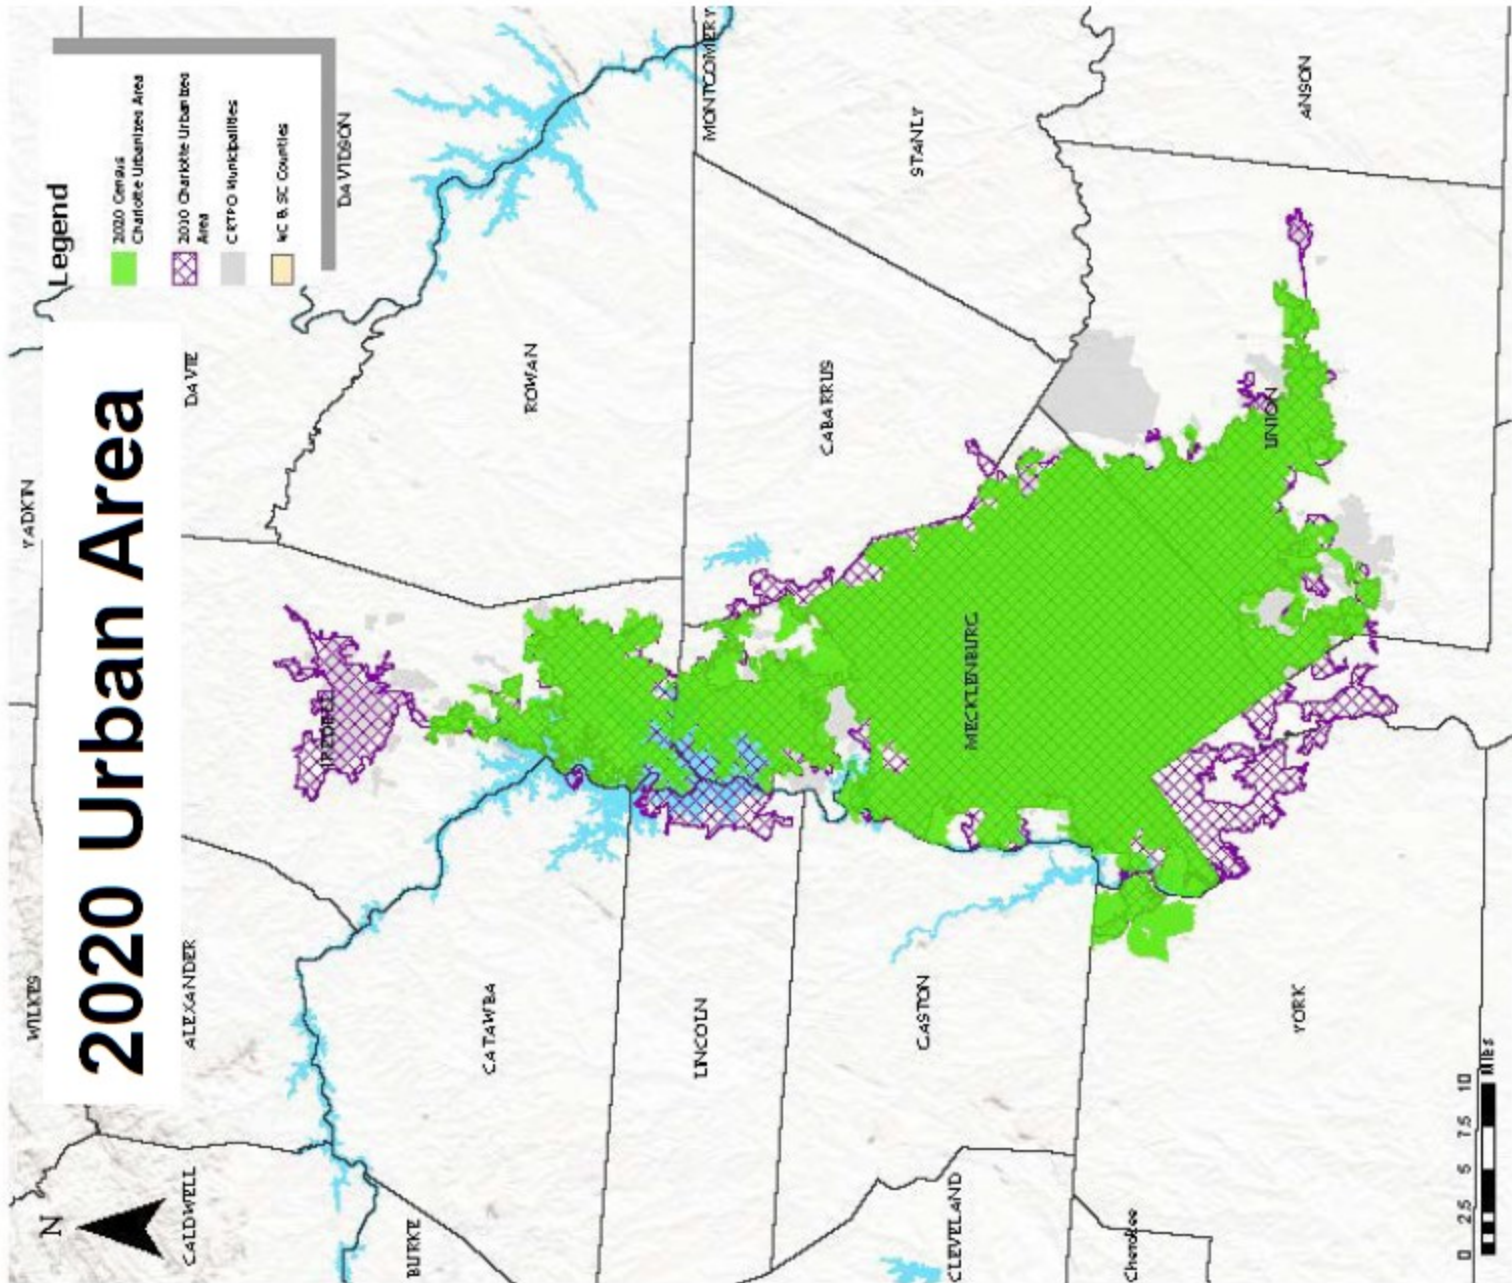 2020 Urban Area
N
Legend
2020 Census
Charlotte Urbanized Area
2010 Charlotte Urbanized
Area
CRTPO Municipalities
NC & SC Counties
WILKES
YADKIN
CALDWELL
ALEXANDER
DAVIE
DAVIDSON
IREDELL
BURKE
CATAWBA
ROWAN
LINCOLN
MONTGOMERY
CABARRUS
CLEVELAND
GASTON
MECKLENBURG
STANLY
Cherokee
YORK
UNION
ANSON
0 2.5 5 7.5 10
Miles